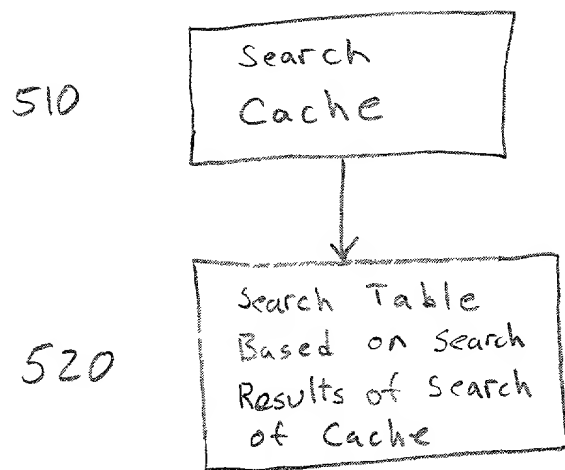 510
Search
Cache
520
Search Table
Based on Search
Results of Search
of Cache